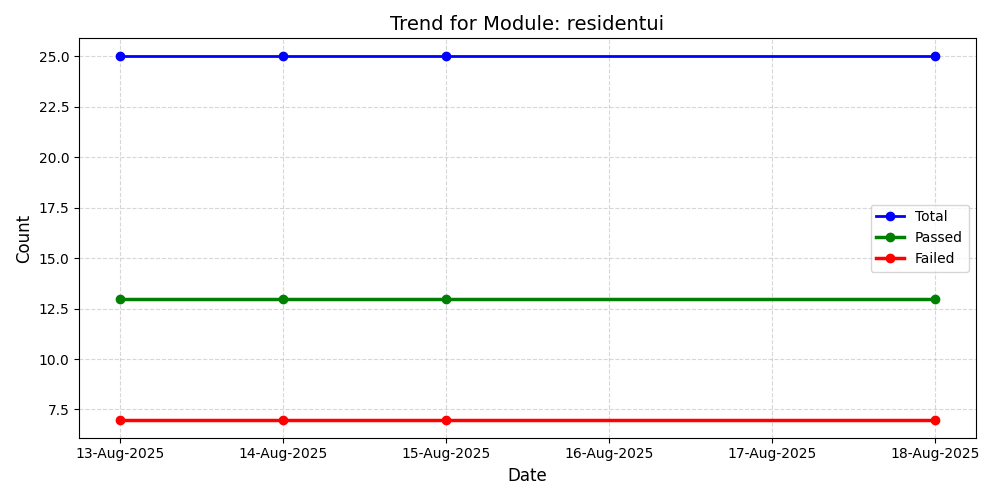 Trend for Module: residentui
Count
25.0
22.5
20.0
17.5
15.0
12.5
10.0
7.5
Total
Passed
Failed
13-Aug-2025 14-Aug-2025 15-Aug-2025 16-Aug-2025 17-Aug-2025 18-Aug-2025
Date